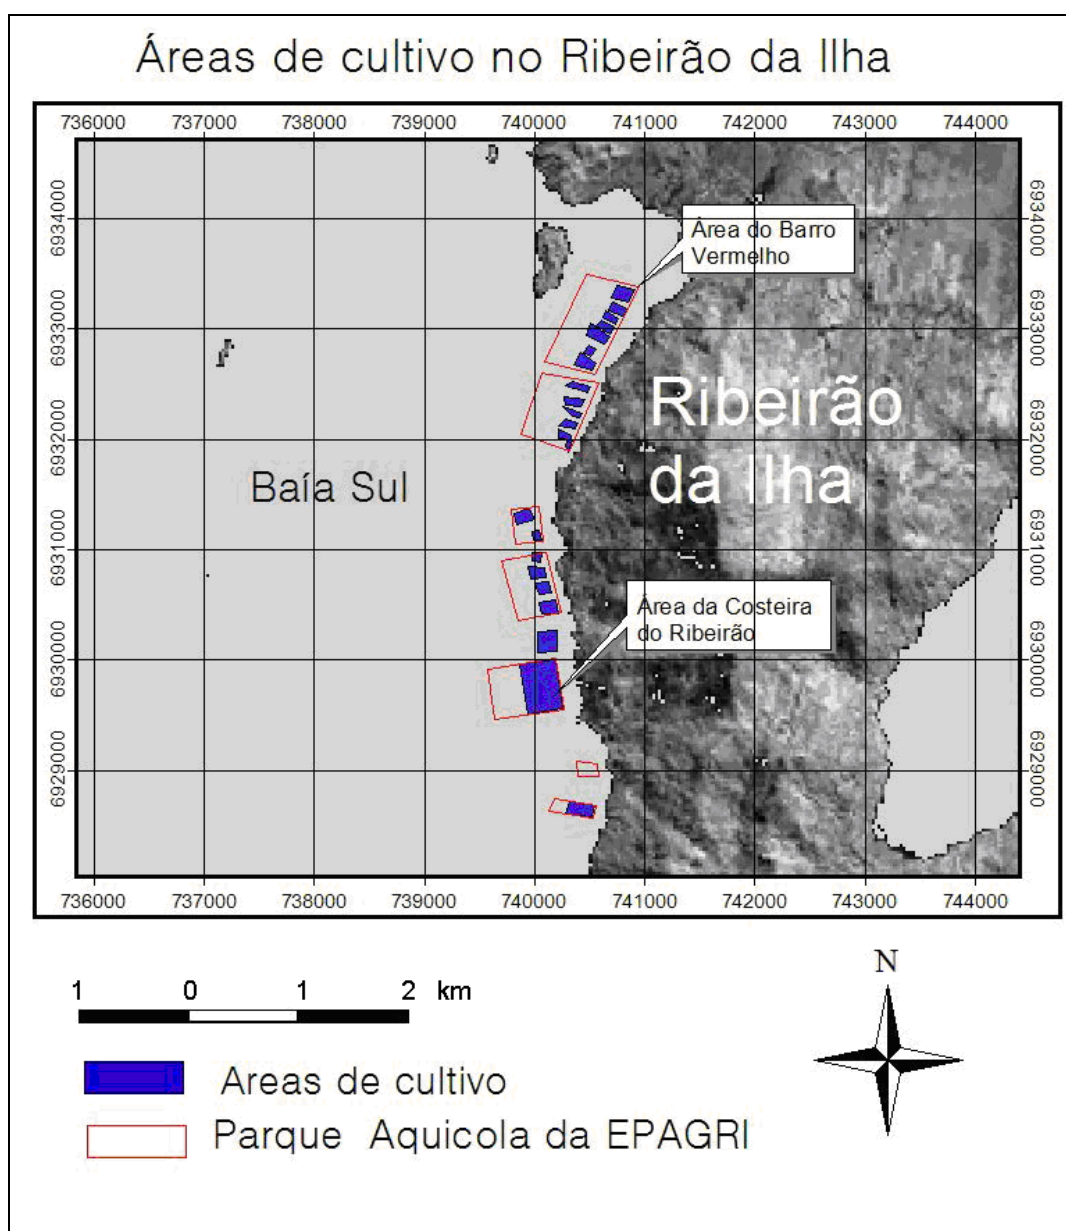 Áreas de cultivo no Ribeirão da Ilha
736000 737000 738000 739000 740000 741000 742000 743000 744000
6934000
6933000
6932000
6931000
6930000
6929000
Área do Barro
Vermelho
Ribeirão
da Ilha
Baía Sul
Área da Costeira
do Ribeirão
6934000
6933000
6932000
6931000
6930000
6929000
736000 737000 738000 739000 740000 741000 742000 743000 744000
N
1 0 1 2 km
Areas de cultivo
Parque Aquicola da EPAGRI